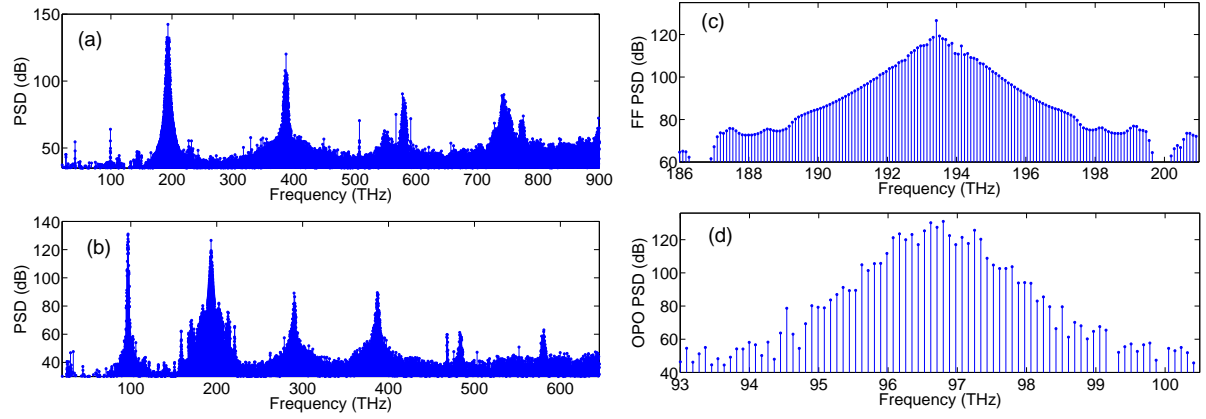 (a)
PSD (dB)
150
100
50
100 200 300 400 500 600 700 800 900
Frequency (THz)
(b)
PSD (dB)
140
120
100
80
60
40
100 200 300 400 500 600
Frequency (THz)
(c)
FF PSD (dB)
120
100
80
60
186 188 190 192 194 196 198 200
Frequency (THz)
(d)
OPO PSD (dB)
120
100
80
60
40
93 94 95 96 97 98 99 100
Frequency (THz)